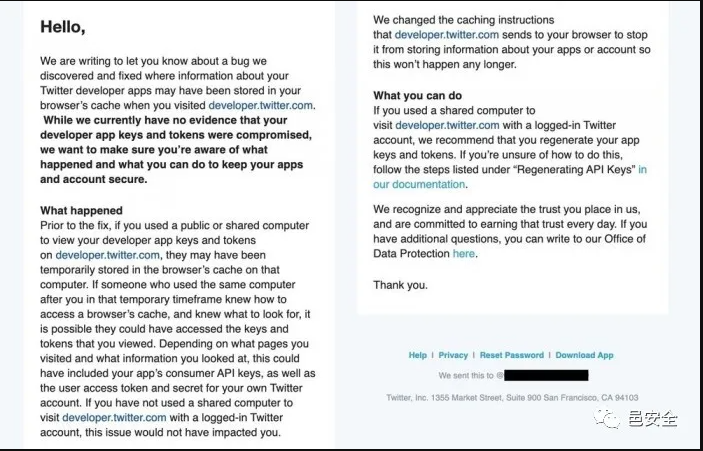 Hello,
We are writing to let you know about a bug we
discovered and fixed where information about your
Twitter developer apps may have been stored in your
browser's cache when you visited developer.twitter.com.
While we currently have no evidence that your
developer app keys and tokens were compromised,
we want to make sure you're aware of what
happened and what you can do to keep your apps
and account secure.
What happened
Prior to the fix, if you used a public or shared computer
to view your developer app keys and tokens
on developer.twitter.com, they may have been
temporarily stored in the browser's cache on that
computer. If someone who used the same computer
after you in that temporary timeframe knew how to
access a browser's cache, and knew what to look for, it
is possible they could have accessed the keys and
tokens that you viewed. Depending on what pages you
visited and what information you looked at, this could
have included your app's consumer API keys, as well as
the user access token and secret for your own Twitter
account. If you have not used a shared computer to
visit developer.twitter.com with a logged-in Twitter
account, this issue would not have impacted you.
We changed the caching instructions
that developer.twitter.com sends to your browser to stop
it from storing information about your apps or account so
this won't happen any longer.
What you can do
If you used a shared computer to
visit developer.twitter.com with a logged-in Twitter
account, we recommend that you regenerate your app
keys and tokens. If you're unsure of how to do this,
follow the steps listed under "Regenerating API Keys" in
our documentation.
We recognize and appreciate the trust you place in us,
and are committed to earning that trust every day. If you
have additional questions, you can write to our Office of
Data Protection here.
Thank you.
Help | Privacy | Reset Password | Download App
We sent this to @
Twitter, Inc. 1355 Market Street, Suite 900 San Francisco, CA 94103
邑安全